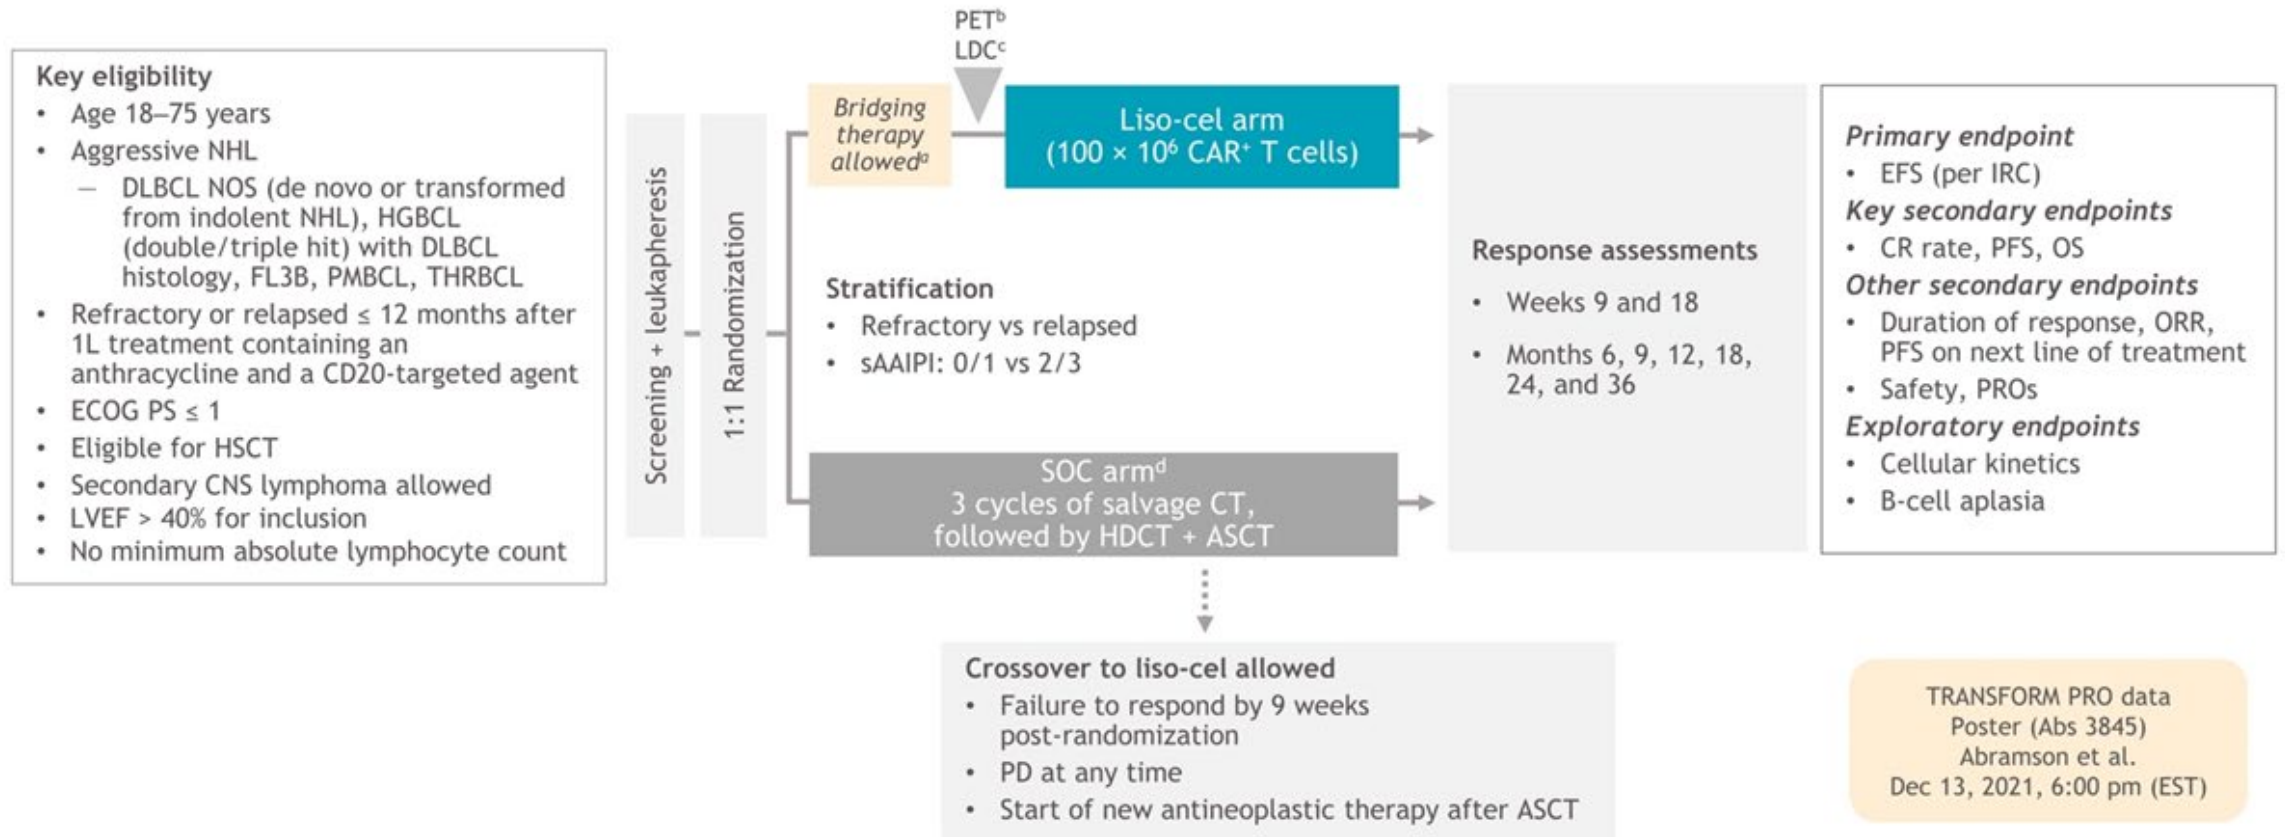 Key eligibility
• Age 18–75 years
• Aggressive NHL
— DLBCL NOS (de novo or transformed
from indolent NHL), HGBCL
(double/triple hit) with DLBCL
histology, FL3B, PMBCL, THRBCL
• Refractory or relapsed ≤ 12 months after
1L treatment containing an
anthracycline and a CD20-targeted agent
• ECOG PS ≤ 1
• Eligible for HSCT
• Secondary CNS lymphoma allowed
• LVEF > 40% for inclusion
• No minimum absolute lymphocyte count
Screening + leukapheresis
1:1 Randomization
Bridging
therapy
allowedᵃ
PETᵇ
LDCᶜ
Liso-cel arm
(100 × 10⁶ CAR⁺ T cells)
Stratification
• Refractory vs relapsed
• sAAIPI: 0/1 vs 2/3
SOC armᵈ
3 cycles of salvage CT,
followed by HDCT + ASCT
Crossover to liso-cel allowed
• Failure to respond by 9 weeks
post-randomization
• PD at any time
• Start of new antineoplastic therapy after ASCT
Response assessments
• Weeks 9 and 18
• Months 6, 9, 12, 18,
24, and 36
Primary endpoint
• EFS (per IRC)
Key secondary endpoints
• CR rate, PFS, OS
Other secondary endpoints
• Duration of response, ORR,
PFS on next line of treatment
• Safety, PROs
Exploratory endpoints
• Cellular kinetics
• B-cell aplasia
TRANSFORM PRO data
Poster (Abs 3845)
Abramson et al.
Dec 13, 2021, 6:00 pm (EST)